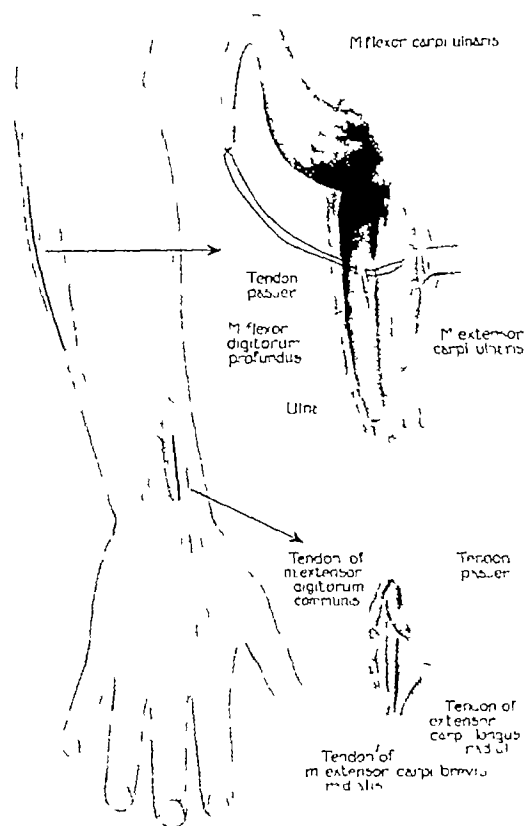 M flexor carpi ulnaris
Tendon
passer
M flexor
digitorum
profundus
M extensor
carpi ulnaris
Ulna
Tendon of
m extensor
digitorum
communis
Tendon
passer
Tendon of
extensor
carpi longus
Tendon of
m extensor carpi brevis